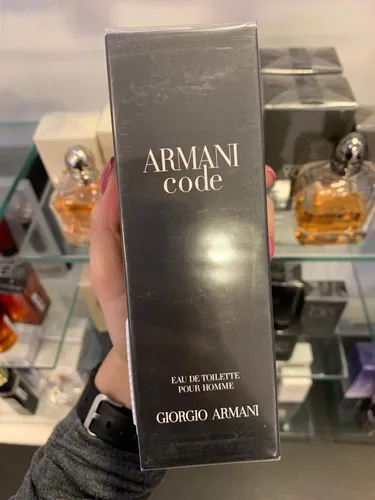 ARMANI
code
EAU DE TOILETTE
POUR HOMME
GIORGIO ARMANI